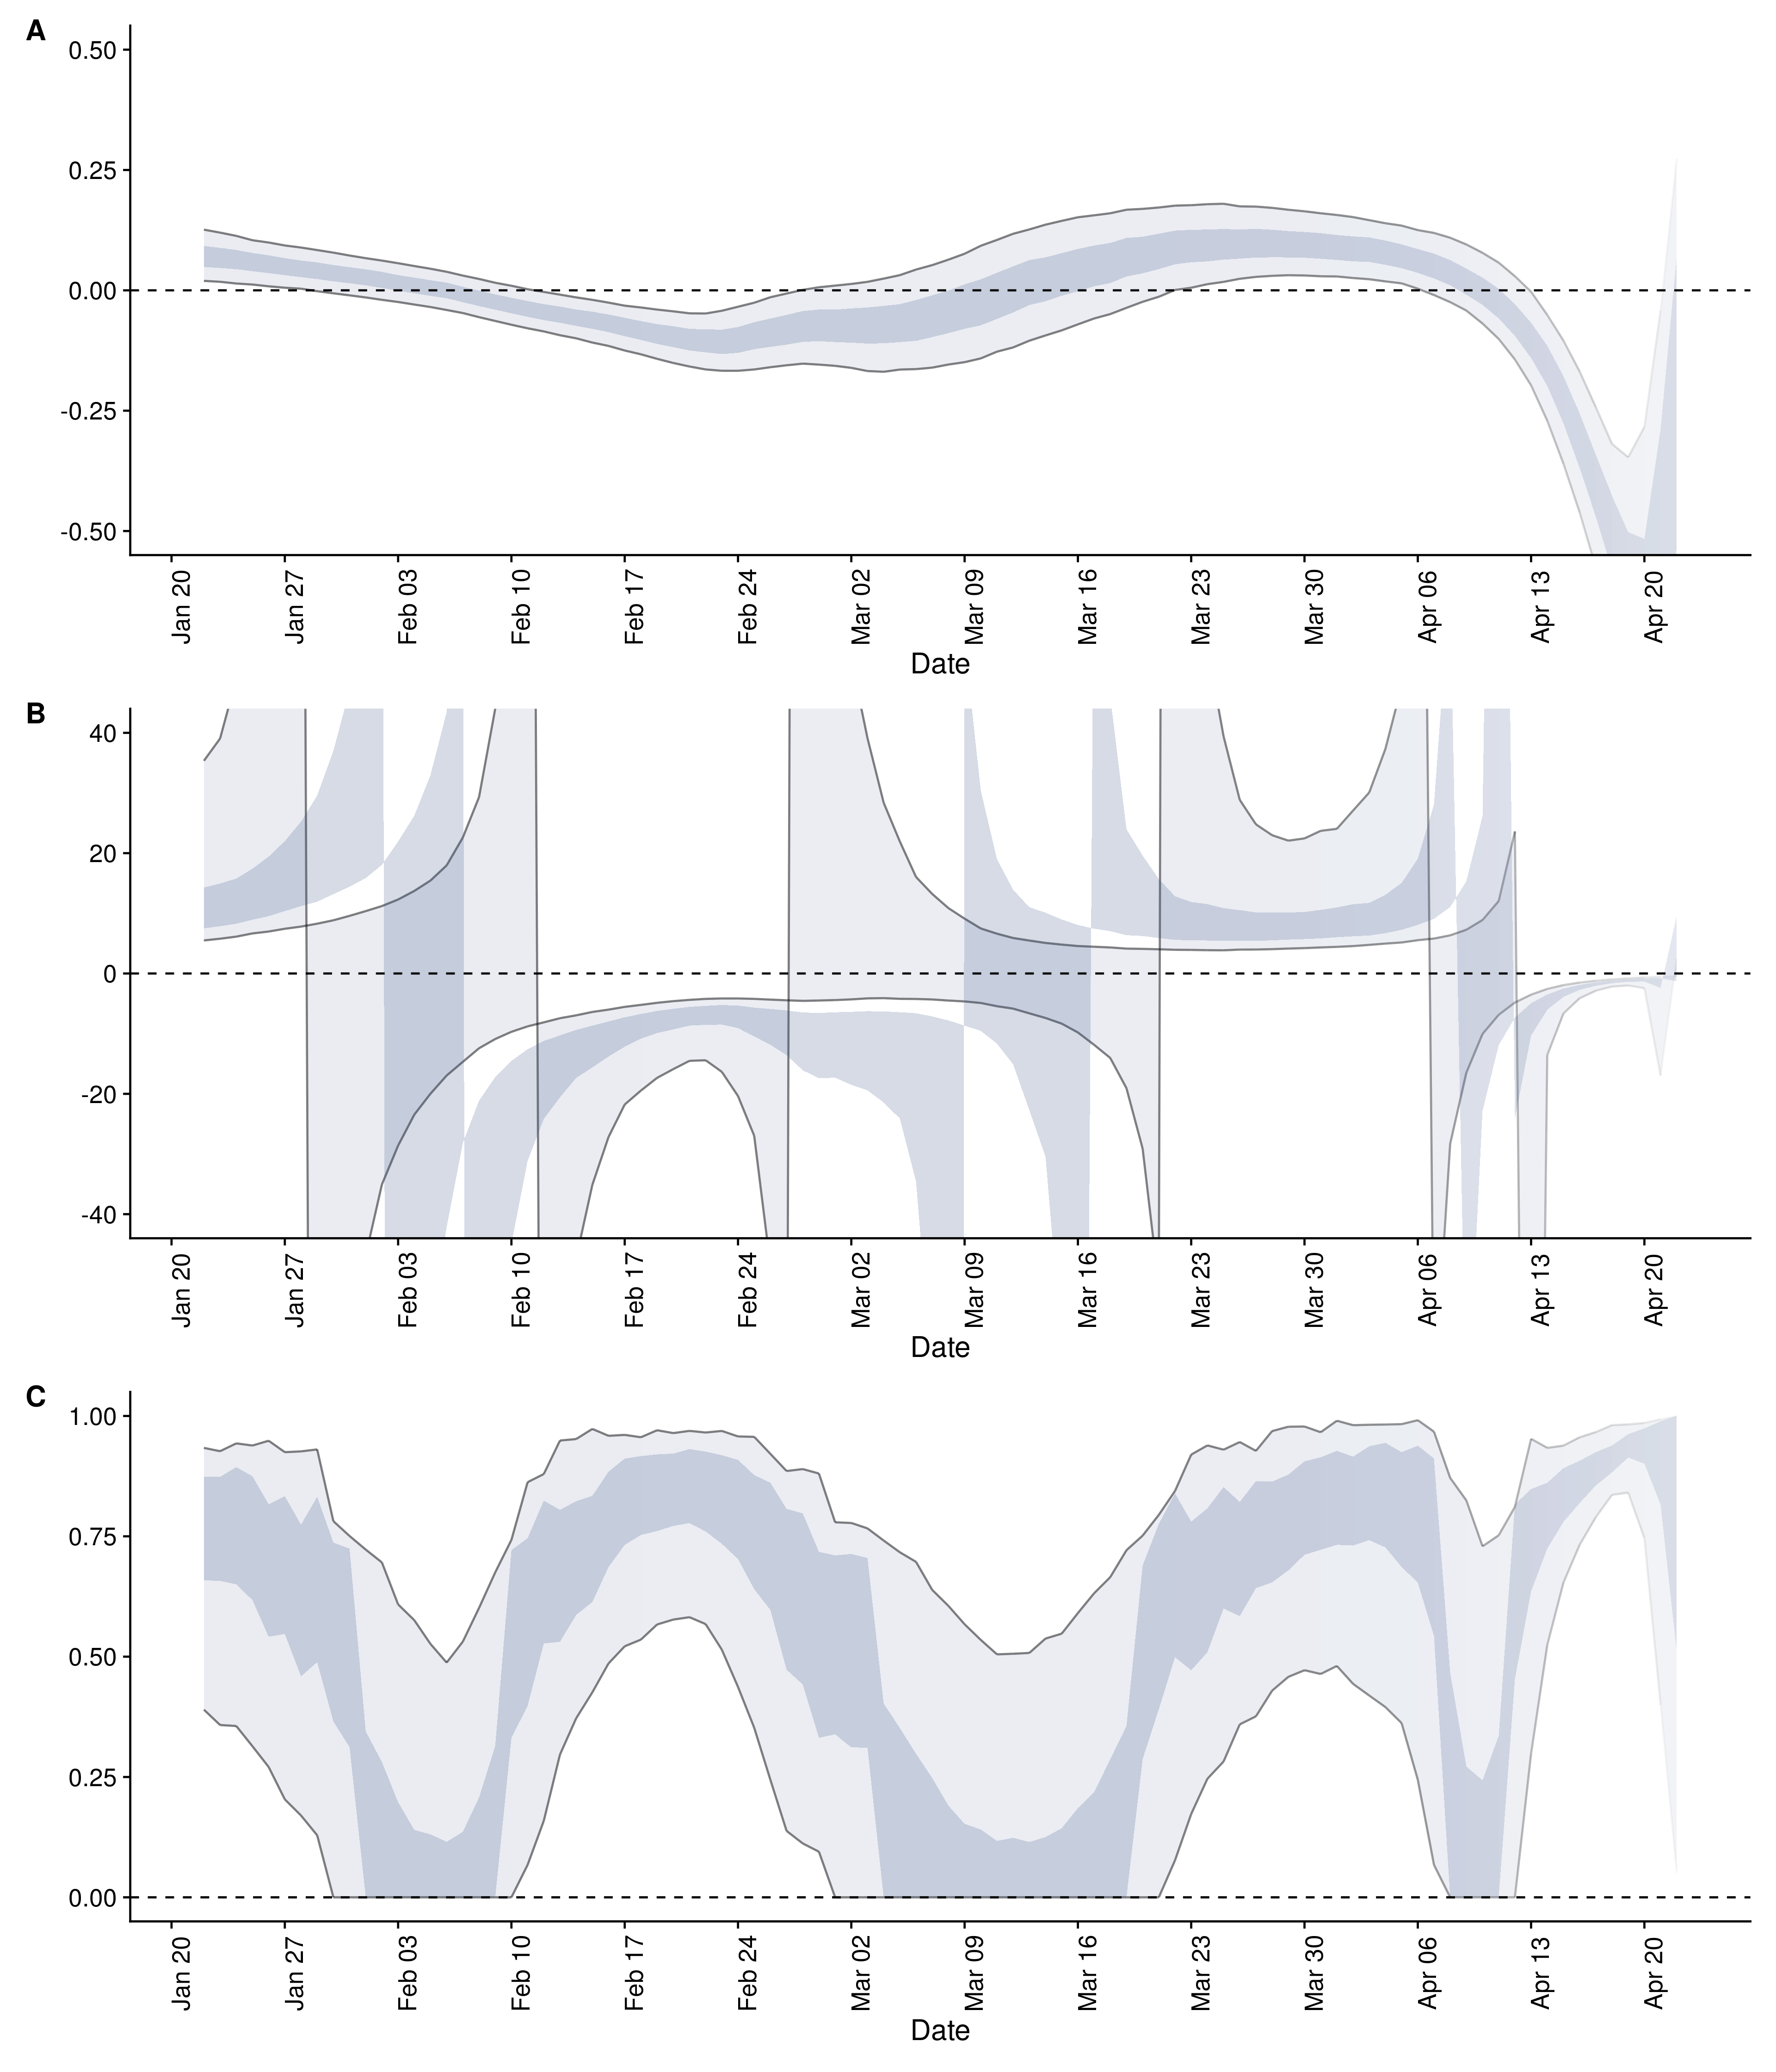 A
0.50
0.25
0.00
-0.25
-0.50
Jan 20
Jan 27
Feb 03
Feb 10
Feb 17
Feb 24
Mar 02
Mar 09
Mar 16
Mar 23
Mar 30
Apr 06
Apr 13
Apr 20
Date
B
40
20
0
-20
-40
Jan 20
Jan 27
Feb 03
Feb 10
Feb 17
Feb 24
Mar 02
Mar 09
Mar 16
Mar 23
Mar 30
Apr 06
Apr 13
Apr 20
Date
C
1.00
0.75
0.50
0.25
0.00
Jan 20
Jan 27
Feb 03
Feb 10
Feb 17
Feb 24
Mar 02
Mar 09
Mar 16
Mar 23
Mar 30
Apr 06
Apr 13
Apr 20
Date